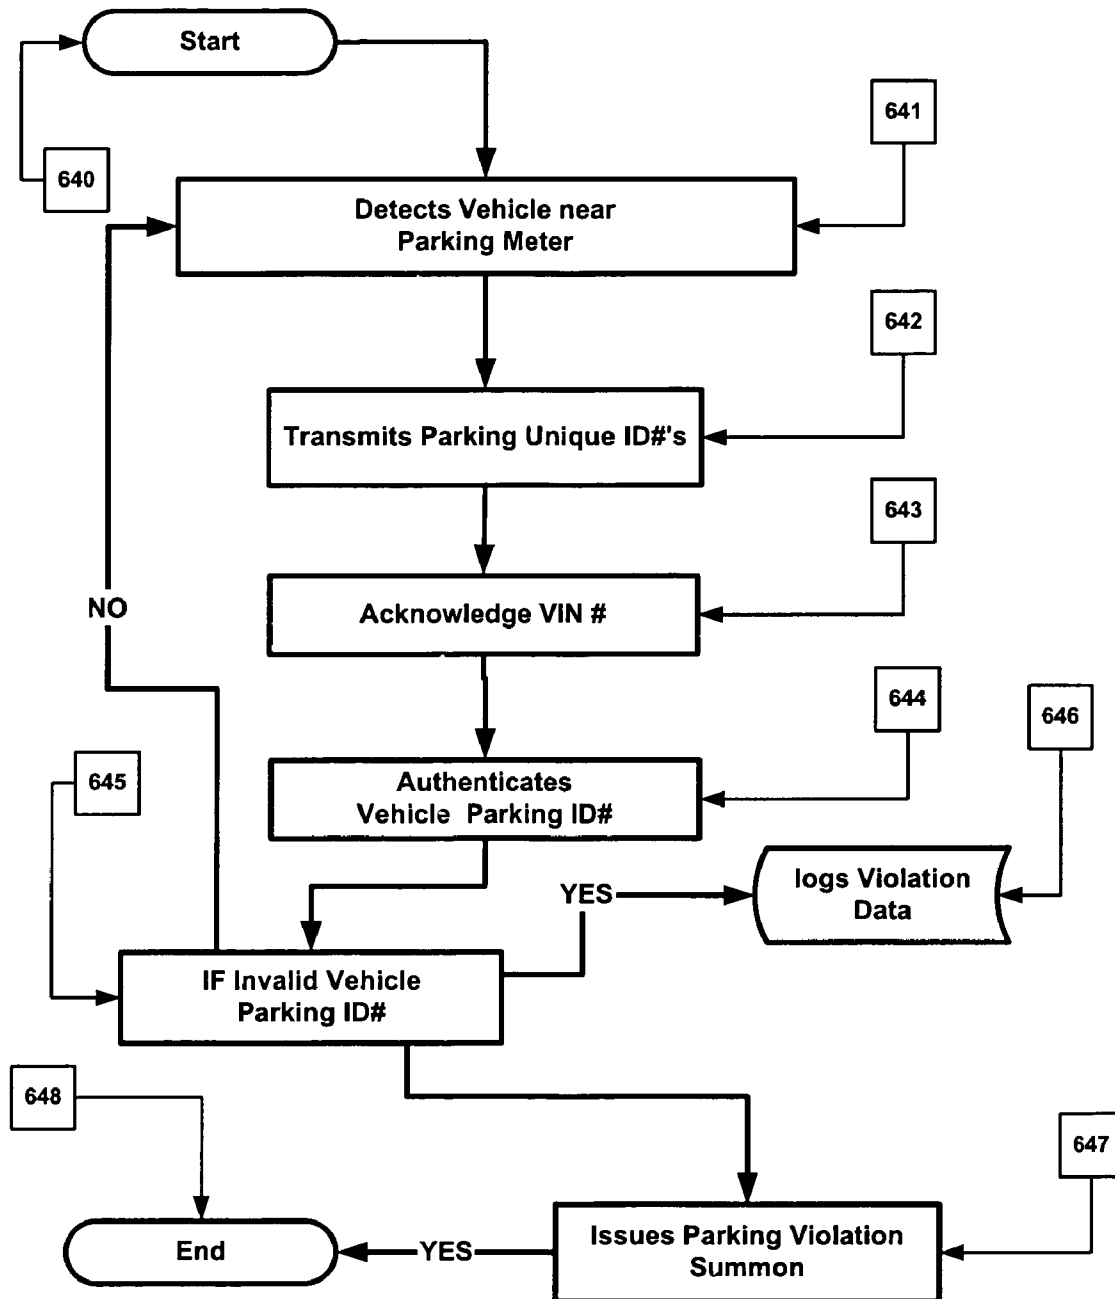 Start
641
640
Detects Vehicle near
Parking Meter
642
Transmits Parking Unique ID#'s
643
NO
Acknowledge VIN #
644
646
645
Authenticates
Vehicle Parking ID#
YES
logs Violation
Data
IF Invalid Vehicle
Parking ID#
648
647
End
YES
Issues Parking Violation
Summon